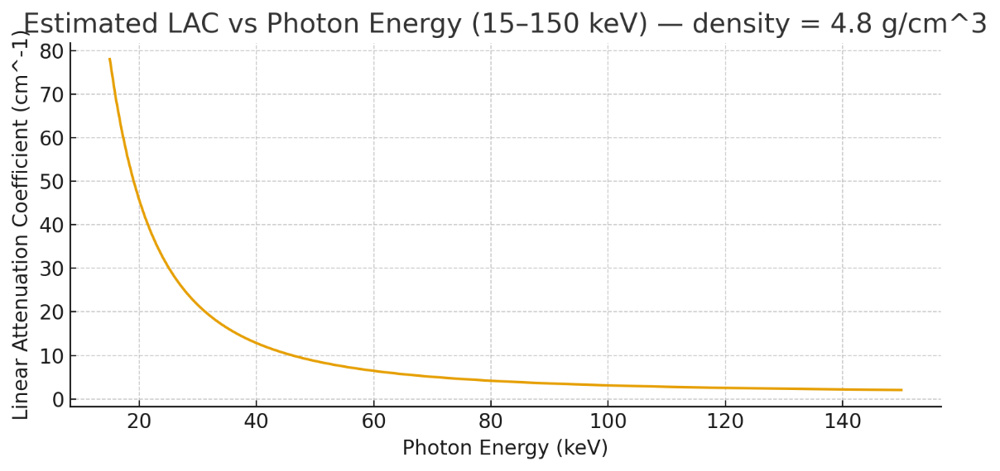 Estimated LAC vs Photon Energy (15–150 keV) — density = 4.8 g/cm^3
Linear Attenuation Coefficient (cm^-1)
80
70
60
50
40
30
20
10
0
20 40 60 80 100 120 140
Photon Energy (keV)